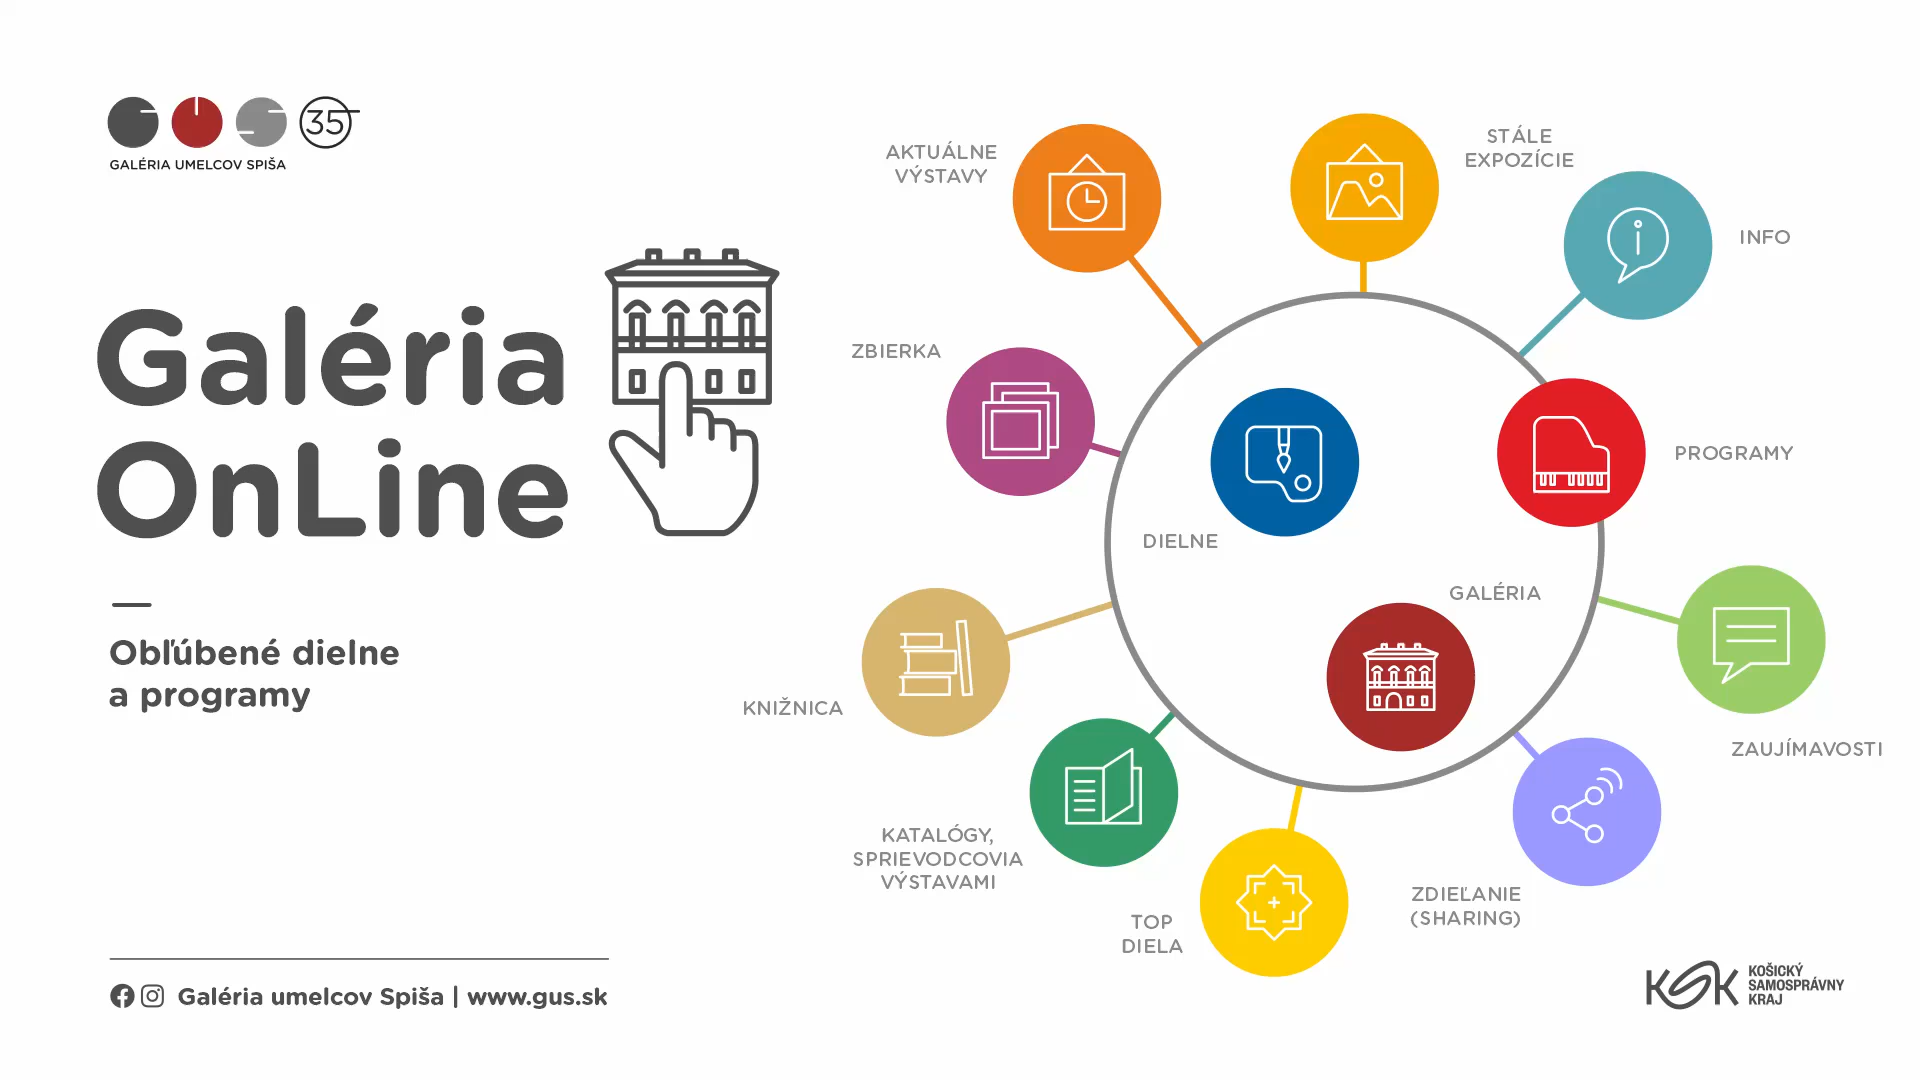 35
GALÉRIA UMELCOV SPIŠA
Galéria
OnLine
Obľúbené dielne
a programy
Galéria umelcov Spiša | www.gus.sk
AKTUÁLNE
VÝSTAVY
STÁLE
EXPOZÍCIE
INFO
ZBIERKA
PROGRAMY
DIELNE
GALÉRIA
KNIŽNICA
ZAUJÍMAVOSTI
KATALÓGY,
SPRIEVODCOVIA
VÝSTAVAMI
ZDIEĽANIE
(SHARING)
TOP
DIELA
KSK
KOŠICKÝ
SAMOSPRÁVNY
KRAJ